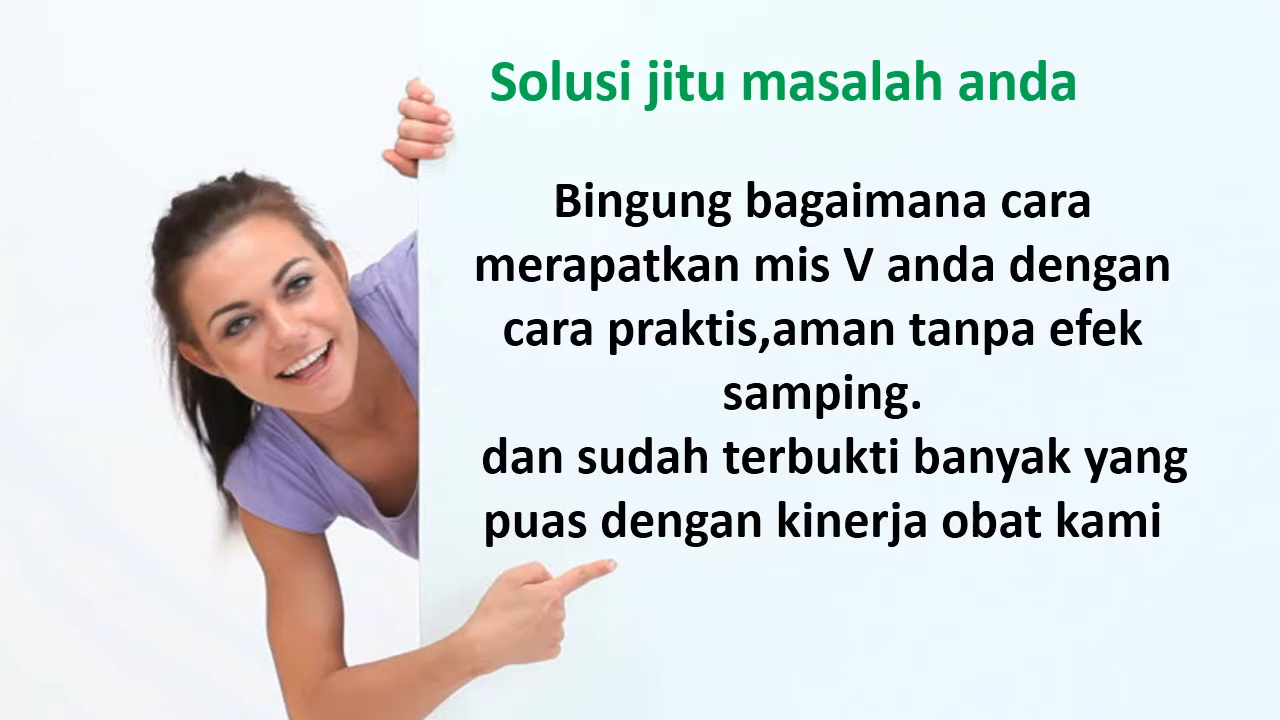 Solusi jitu masalah anda
Bingung bagaimana cara
merapatkan mis V anda dengan
cara praktis,aman tanpa efek
samping.
dan sudah terbukti banyak yang
puas dengan kinerja obat kami